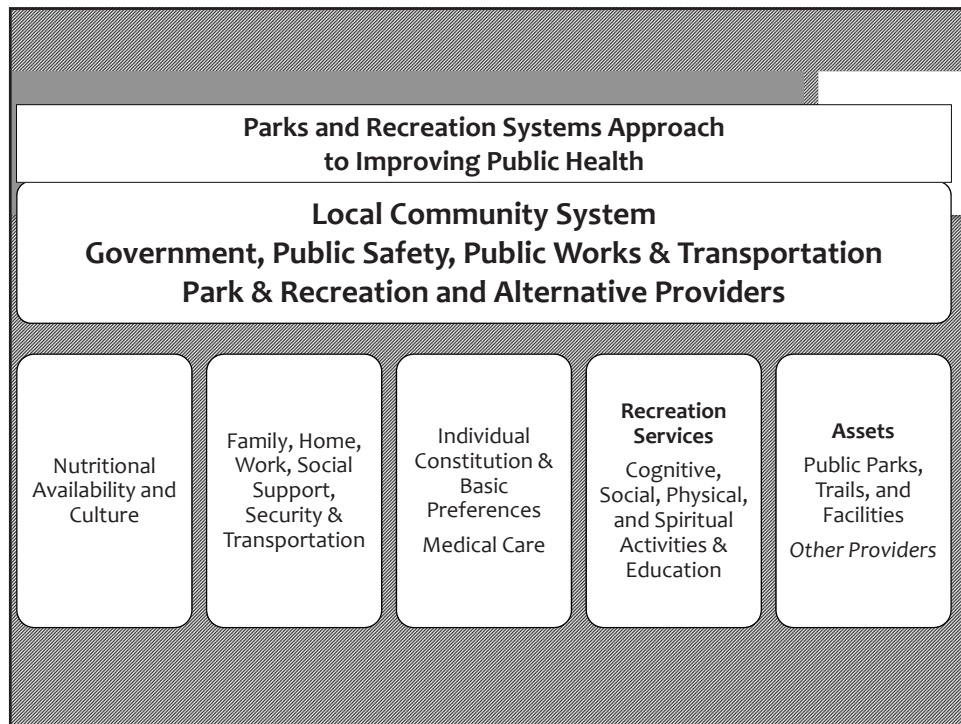 Parks and Recreation Systems Approach
to Improving Public Health
Local Community System
Government, Public Safety, Public Works & Transportation
Park & Recreation and Alternative Providers
Nutritional
Availability and
Culture
Family, Home,
Work, Social
Support,
Security &
Transportation
Individual
Constitution &
Basic
Preferences
Medical Care
Recreation
Services
Cognitive,
Social, Physical,
and Spiritual
Activities &
Education
Assets
Public Parks,
Trails, and
Facilities
Other Providers